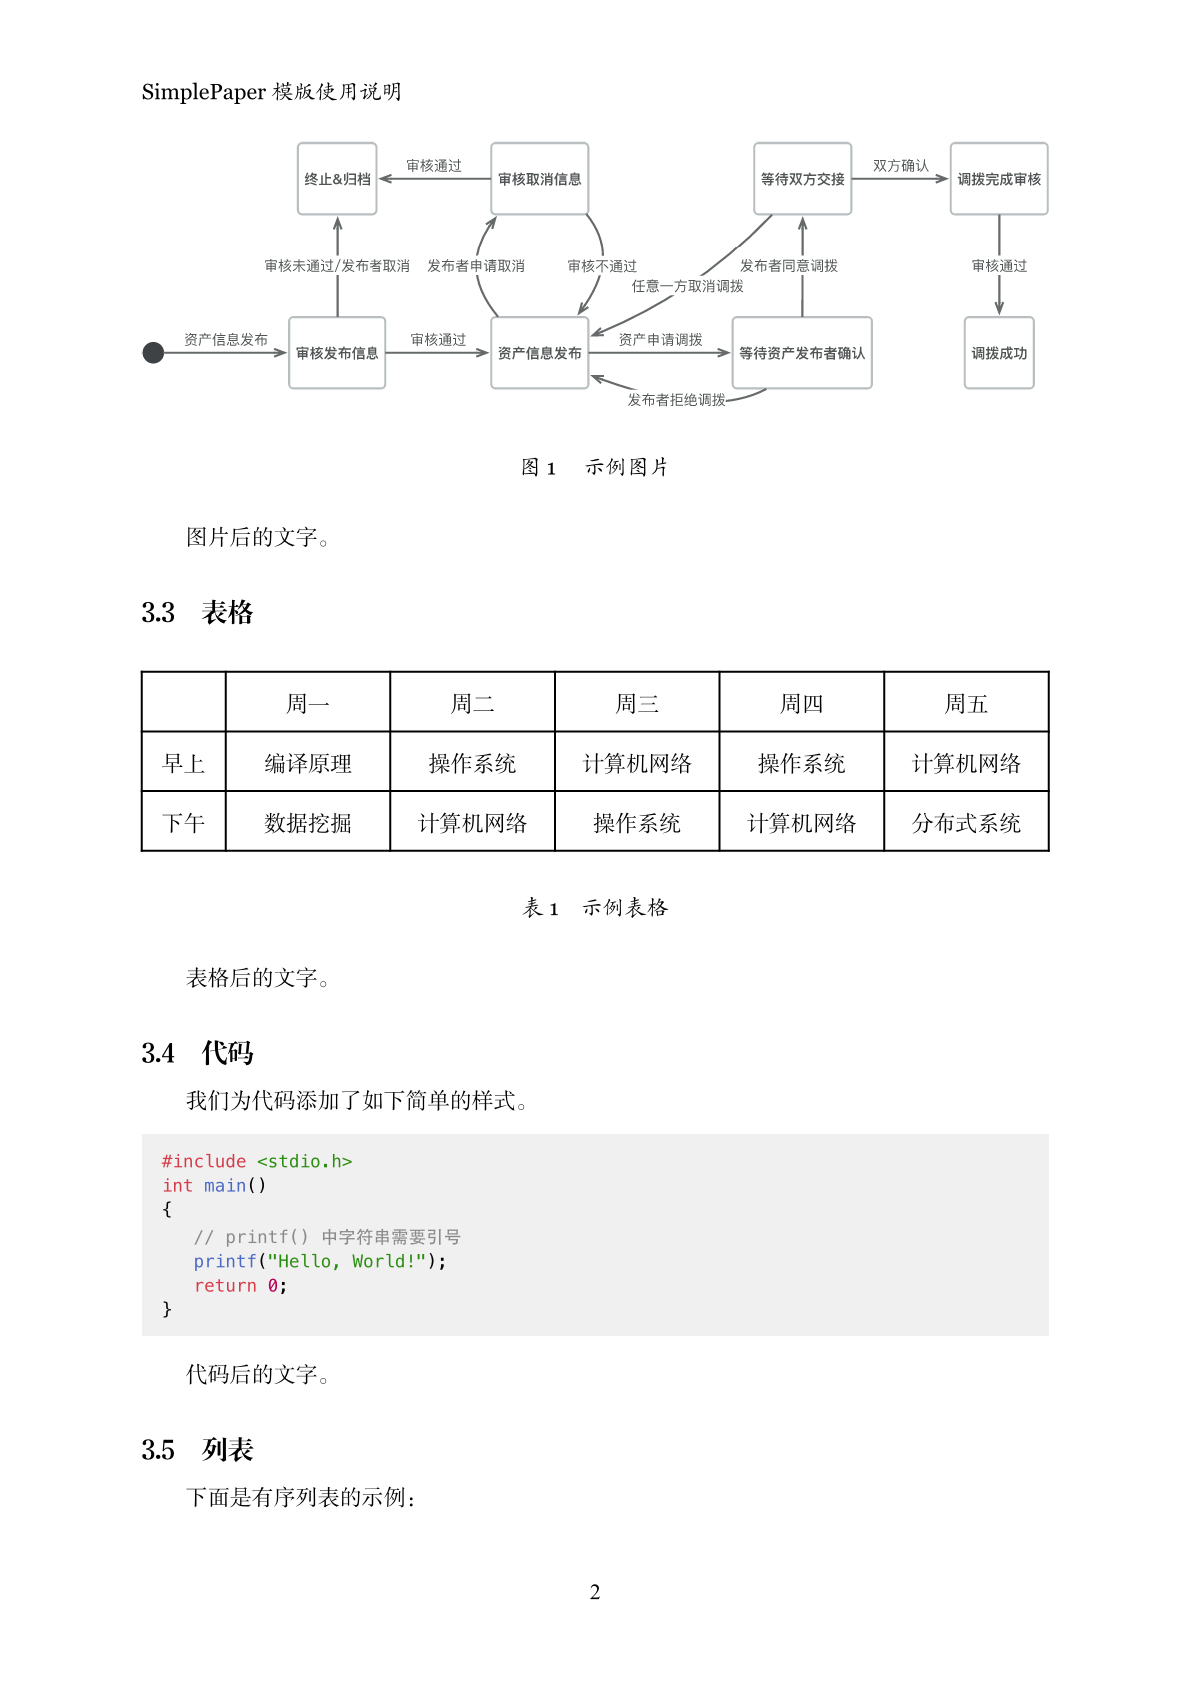 SimplePaper 模版使用说明
终止&归档
审核通过
审核取消信息
等待双方交接
双方确认
调拨完成审核
审核未通过/发布者取消
发布者申请取消
审核不通过
任意一方取消调拨
发布者同意调拨
审核通过
资产信息发布
审核发布信息
审核通过
资产信息发布
资产申请调拨
等待资产发布者确认
调拨成功
发布者拒绝调拨
图 1 示例图片
图片后的文字。
3.3 表格
周一 周二 周三 周四 周五
早上 编译原理 操作系统 计算机网络 操作系统 计算机网络
下午 数据挖掘 计算机网络 操作系统 计算机网络 分布式系统
表 1 示例表格
表格后的文字。
3.4 代码
我们为代码添加了如下简单的样式。
#include <stdio.h>
int main()
{
   // printf() 中字符串需要引号
   printf("Hello, World!");
   return 0;
}
代码后的文字。
3.5 列表
下面是有序列表的示例:
2